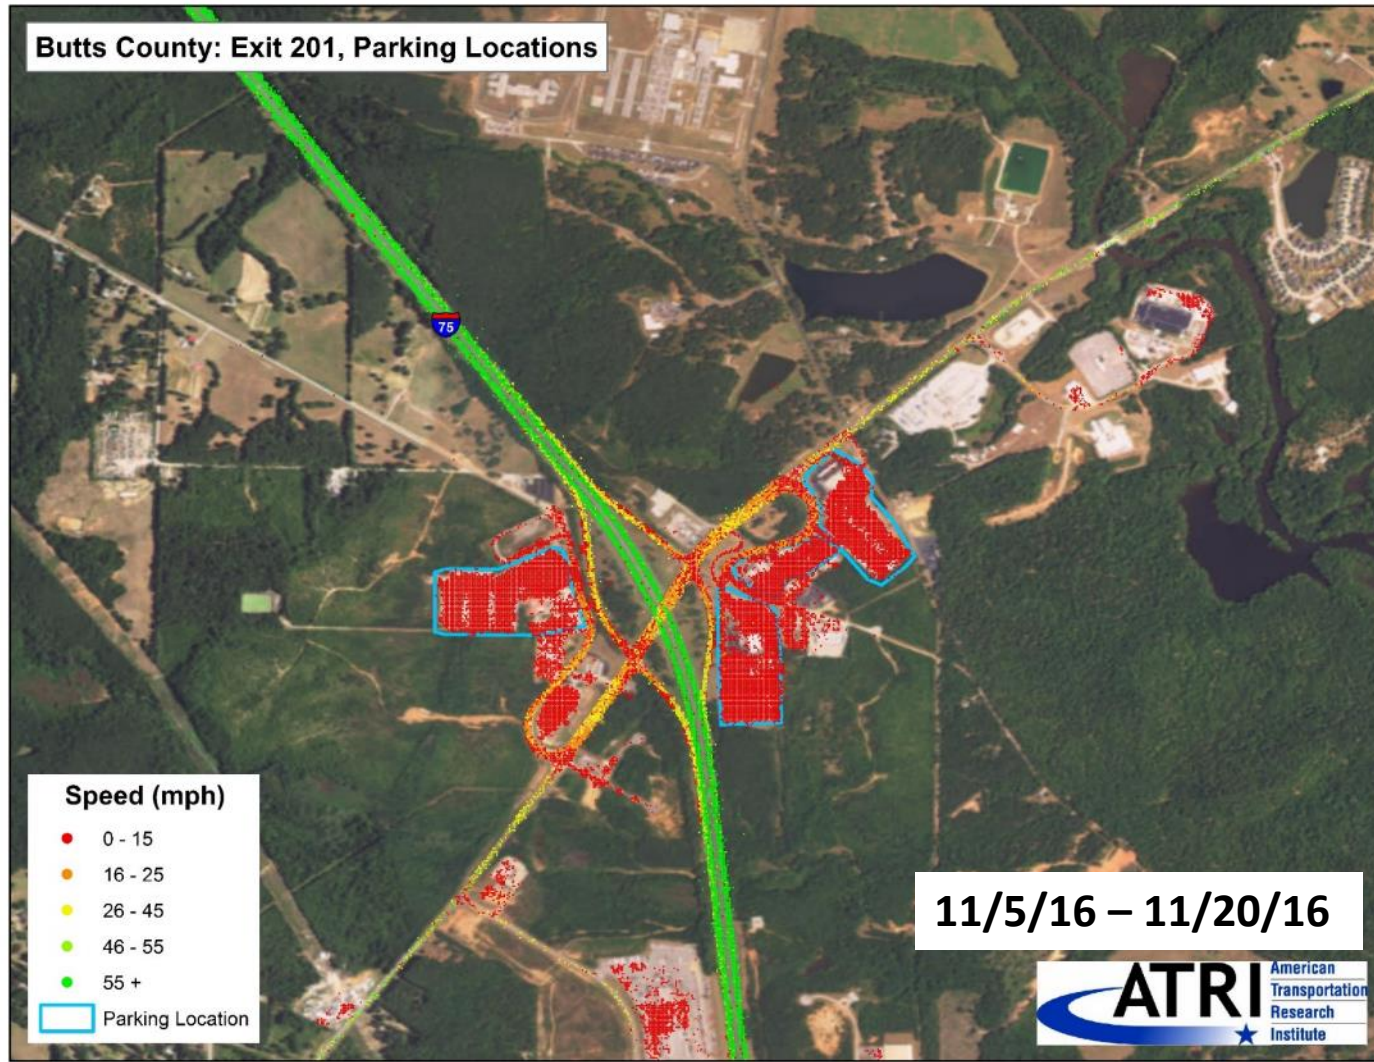 Butts County: Exit 201, Parking Locations
75
Speed (mph)
0 - 15
16 - 25
26 - 45
46 - 55
55 +
Parking Location
11/5/16 – 11/20/16
ATRI
American
Transportation
Research
Institute